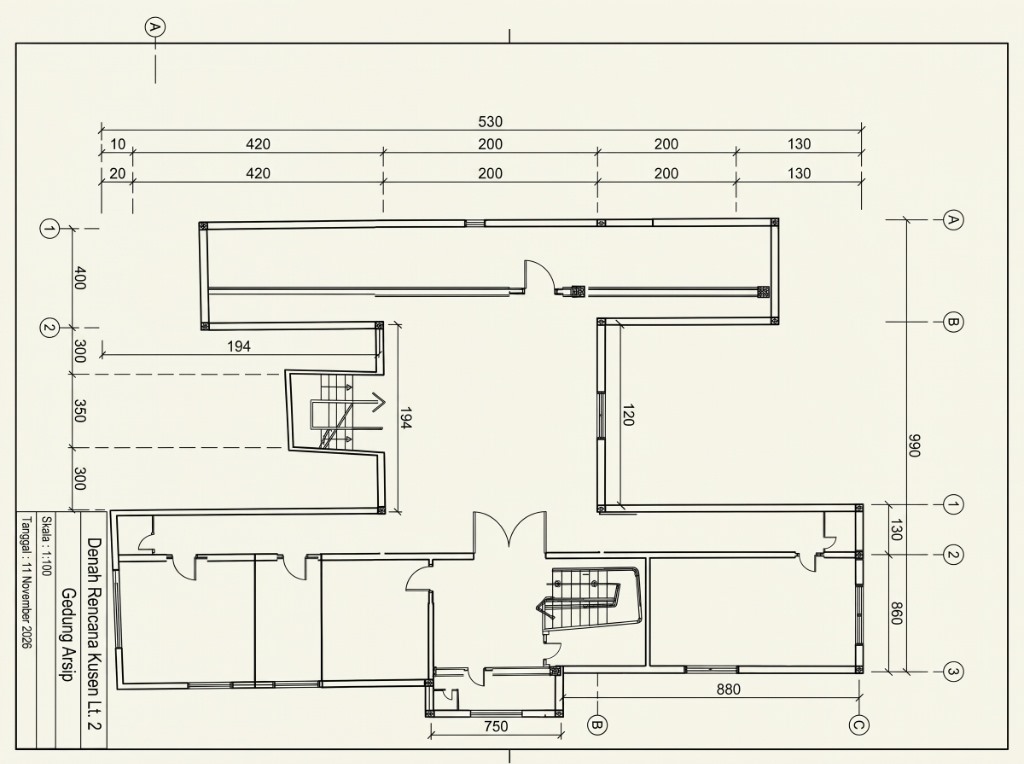 A
530
10 420 200 200 130
20 420 200 200 130
1
A
400
2
B
300
194
350
194
120
990
300
1
130
2
860
3
880
750
B
C
Denah Rencana Kusen Lt. 2
Gedung Arsip
Skala : 1:100
Tanggal : 11 November 2026